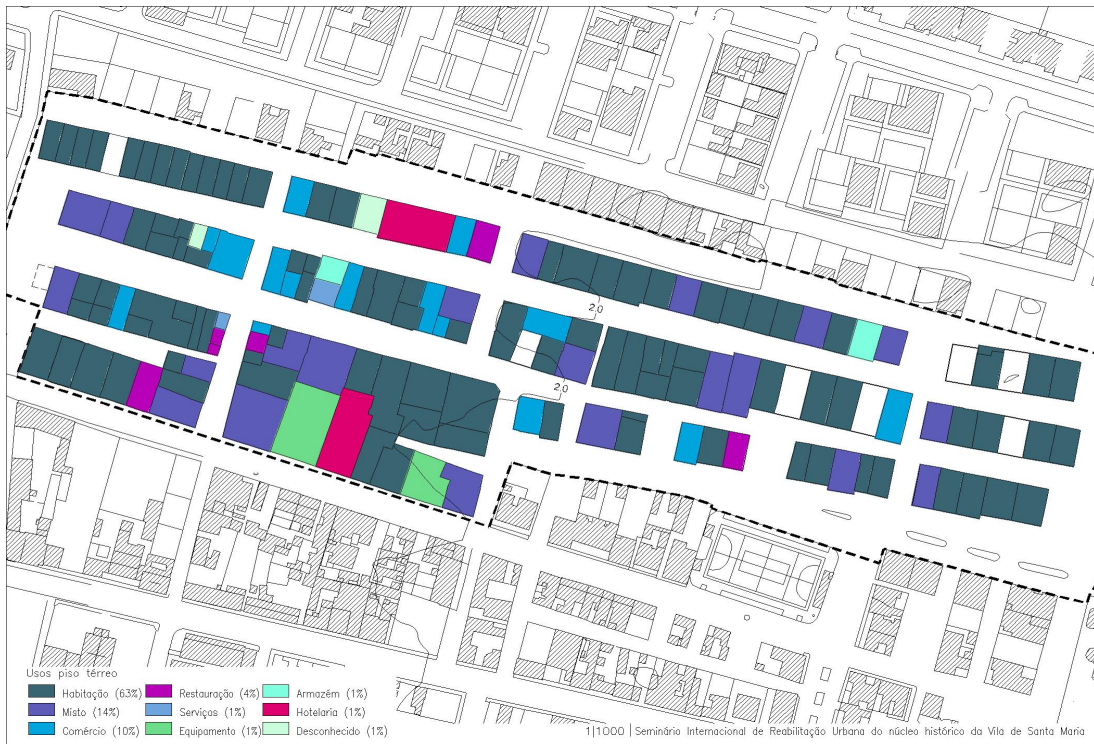 2.0
2.0
Usos piso térreo
Habitação (63%) Restauração (4%) Armazém (1%)
Místo (14%) Serviços (1%) Hotelaria (1%)
Comércio (10%) Equipamento (1%) Desconhecido (1%)
1|1000 | Seminário Internacional de Reabilitação Urbana do núcleo histórico da Vila de Santa Maria